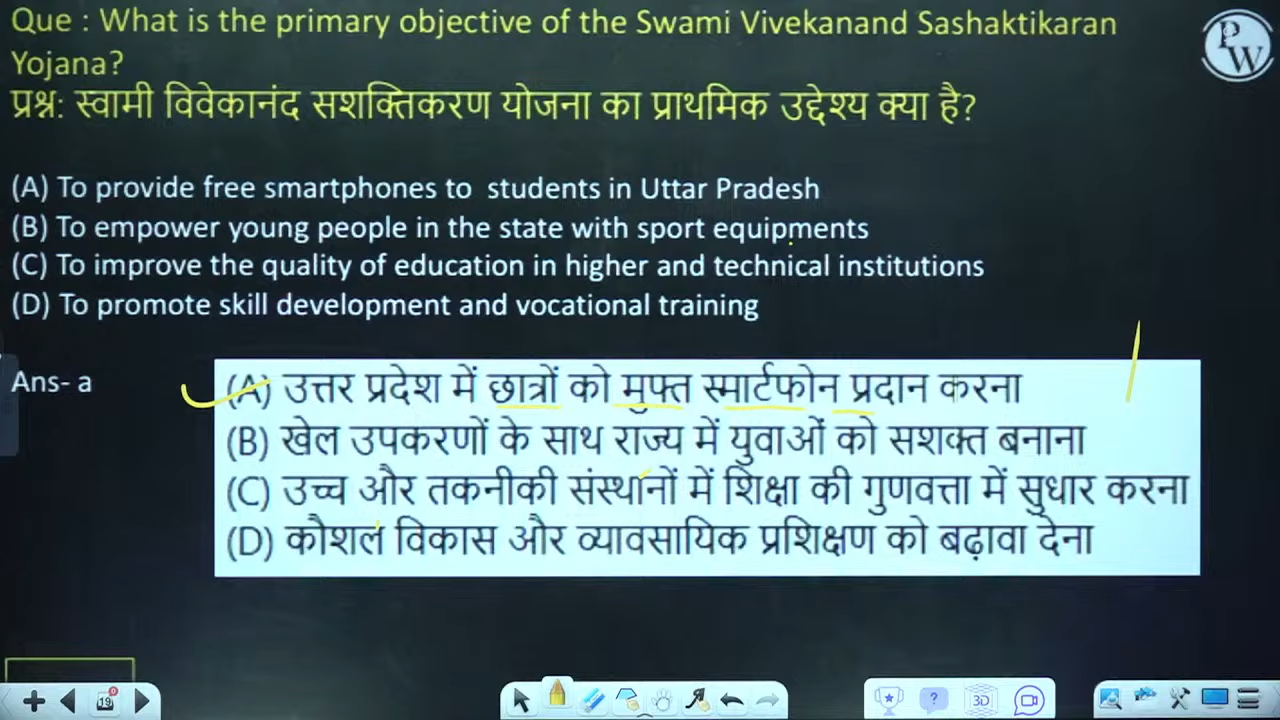 Que : What is the primary objective of the Swami Vivekanand Sashaktikaran
Yojana?
प्रश्न: स्वामी विवेकानंद सशक्तिकरण योजना का प्राथमिक उद्देश्य क्या है?
PW
(A) To provide free smartphones to students in Uttar Pradesh
(B) To empower young people in the state with sport equipments
(C) To improve the quality of education in higher and technical institutions
(D) To promote skill development and vocational training
Ans- a
(A) उत्तर प्रदेश में छात्रों को मुफ्त स्मार्टफोन प्रदान करना
(B) खेल उपकरणों के साथ राज्य में युवाओं को सशक्त बनाना
(C) उच्च और तकनीकी संस्थानों में शिक्षा की गुणवत्ता में सुधार करना
(D) कौशल विकास और व्यावसायिक प्रशिक्षण को बढ़ावा देना
19
0
?
3D